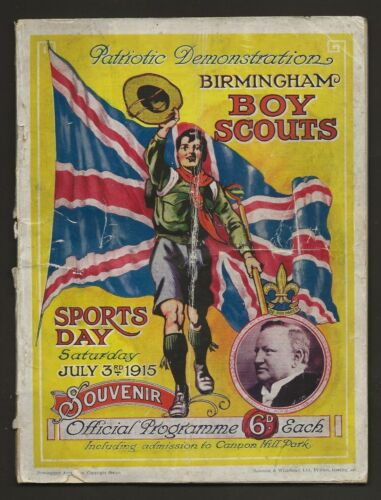 Patriotic Demonstration
BIRMINGHAM
BOY
SCOUTS
SPORTS
DAY
Saturday
JULY 3RD 1915
SOUVENIR
Official Programme 6D Each
Including admission to Cannon Hill Park.